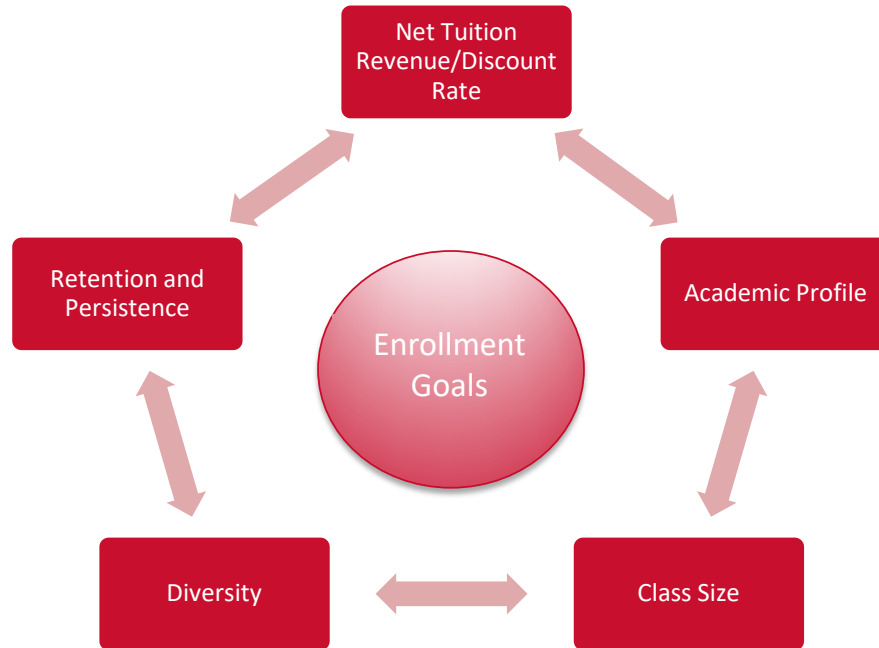 Net Tuition
Revenue/Discount
Rate
Retention and
Persistence
Academic Profile
Enrollment
Goals
Diversity
Class Size